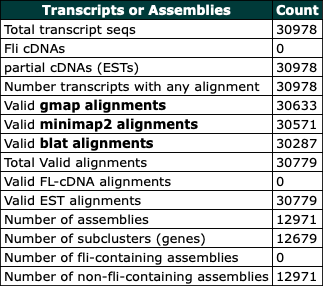 Transcripts or Assemblies Count
Total transcript seqs 30978
Fli cDNAs 0
partial cDNAs (ESTs) 30978
Number transcripts with any alignment 30978
Valid gmap alignments 30633
Valid minimap2 alignments 30571
Valid blat alignments 30287
Total Valid alignments 30779
Valid FL-cDNA alignments 0
Valid EST alignments 30779
Number of assemblies 12971
Number of subclusters (genes) 12679
Number of fli-containing assemblies 0
Number of non-fli-containing assemblies 12971